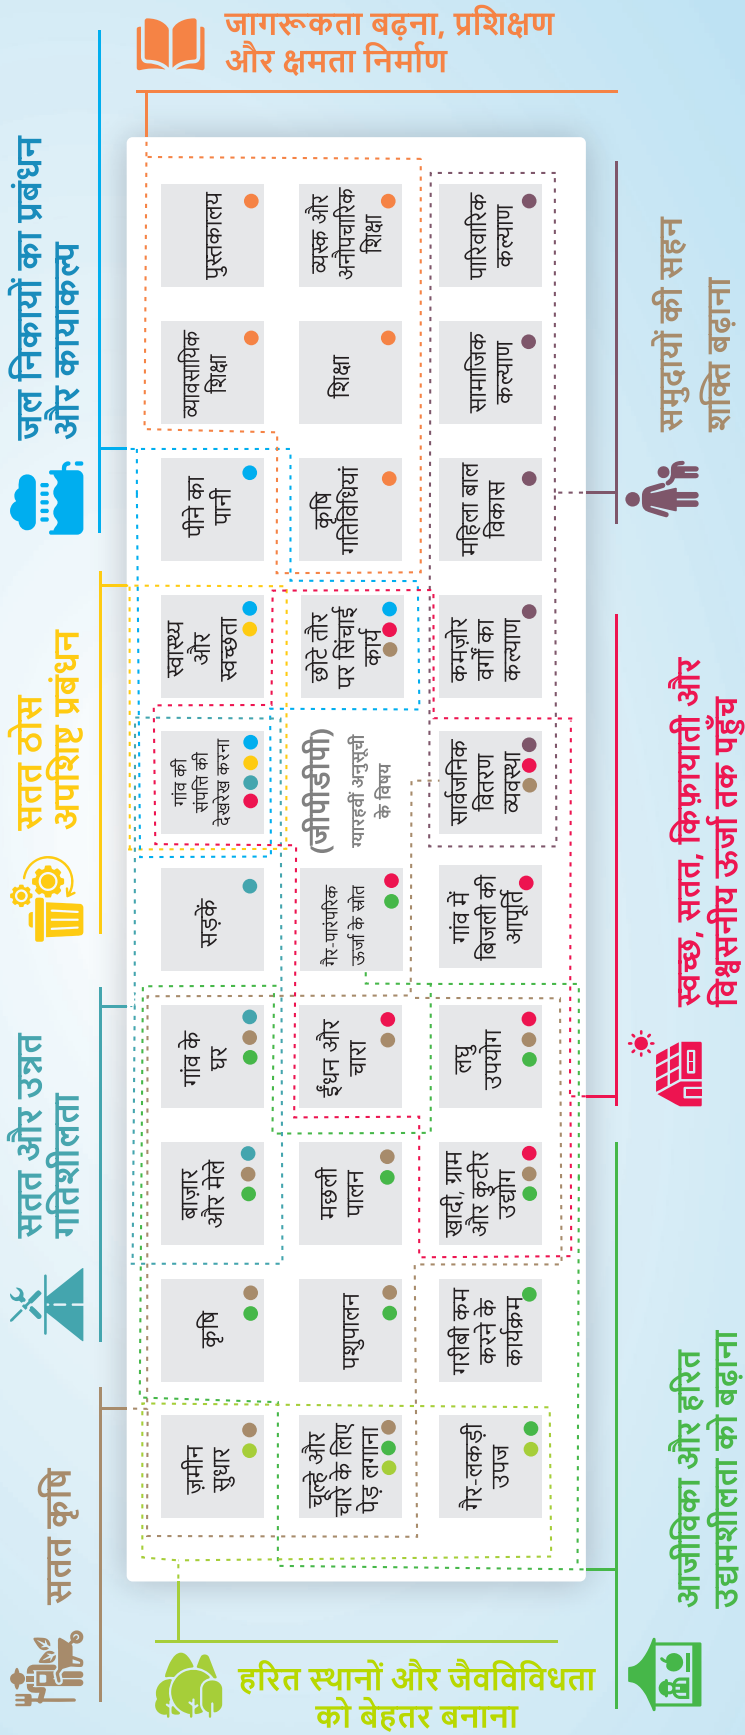 जागरूकता बढ़ना, प्रशिक्षण
और क्षमता निर्माण
जल निकायों का प्रबंधन
और कायाकल्प
सतत ठोस
अपशिष्ट प्रबंधन
सतत और उन्नत
गतिशीलता
सतत कृषि
पुस्तकालय
व्यस्क और
अनौपचारिक
शिक्षा
पारिवारिक
कल्याण
व्यावसायिक
शिक्षा
शिक्षा
सामाजिक
कल्याण
पीने का
पानी
कृषि
गतिविधियां
महिला बाल
विकास
स्वास्थ्य
और
स्वच्छता
छोटे तौर
पर सिंचाई
कार्य
कमज़ोर
वर्गों का
कल्याण
गांव की
संपत्ति की
देखरेख करना
(जीपीडीपी)
ग्यारहवीं अनुसूची
के विषय
सार्वजनिक
वितरण
व्यवस्था
सड़कें
गैर-पारंपरिक
ऊर्जा के स्रोत
गांव में
बिजली की
आपूर्ति
गांव के
घर
ईंधन और
चारा
लघु
उपयोग
बाज़ार
और मेले
मछली
पालन
खादी, ग्राम
और कुटीर
उद्योग
कृषि
पशुपालन
गरीबी कम
करने के
कार्यक्रम
ज़मीन
सुधार
चूल्हे और
चारे के लिए
पेड़ लगाना
गैर-लकड़ी
उपज
समुदायों की सहन
शक्ति बढ़ाना
स्वच्छ, सतत, किफ़ायाती और
विश्वसनीय ऊर्जा तक पहुँच
आजीविका और हरित
उद्यमशीलता को बढ़ाना
हरित स्थानों और जैवविविधता
को बेहतर बनाना